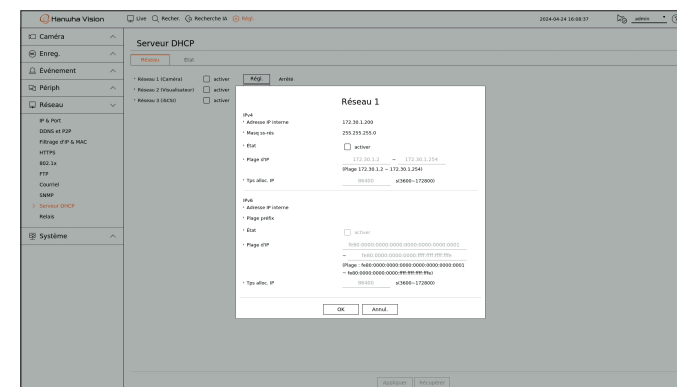 Hanwha Vision
Live Recher. Recherche IA Régl.
2024-04-24 16:08:37
admin
Caméra
Enreg.
Événement
Périph
Réseau
IP & Port
DDNS et P2P
Filtrage d'IP & MAC
HTTPS
802.1x
FTP
Courriel
SNMP
Serveur DHCP
Relais
Système
Serveur DHCP
Réseau État
Réseau 1 (Caméra) activer Régl. Arrêté
Réseau 2 (Visualisateur) activer
Réseau 3 (iSCSI) activer
Réseau 1
IPv4
Adresse IP interne 172.30.1.200
Masq ss-rés 255.255.255.0
État activer
Plage d'IP 172.30.1.2 ~ 172.30.1.254
(Plage 172.30.1.2 ~ 172.30.1.254)
Tps alloc. IP 86400 s(3600~172800)
IPv6
Adresse IP interne
Plage préfix
État activer
Plage d'IP fe80:0000:0000:0000:0000:0000:0000:0001
~ fe80:0000:0000:0000:ffff:ffff:ffff:fffe
(Plage : fe80:0000:0000:0000:0000:0000:0000:0001
~ fe80:0000:0000:0000:ffff:ffff:ffff:fffe)
Tps alloc. IP 86400 s(3600~172800)
OK Annul.
Appliquer Récupérer